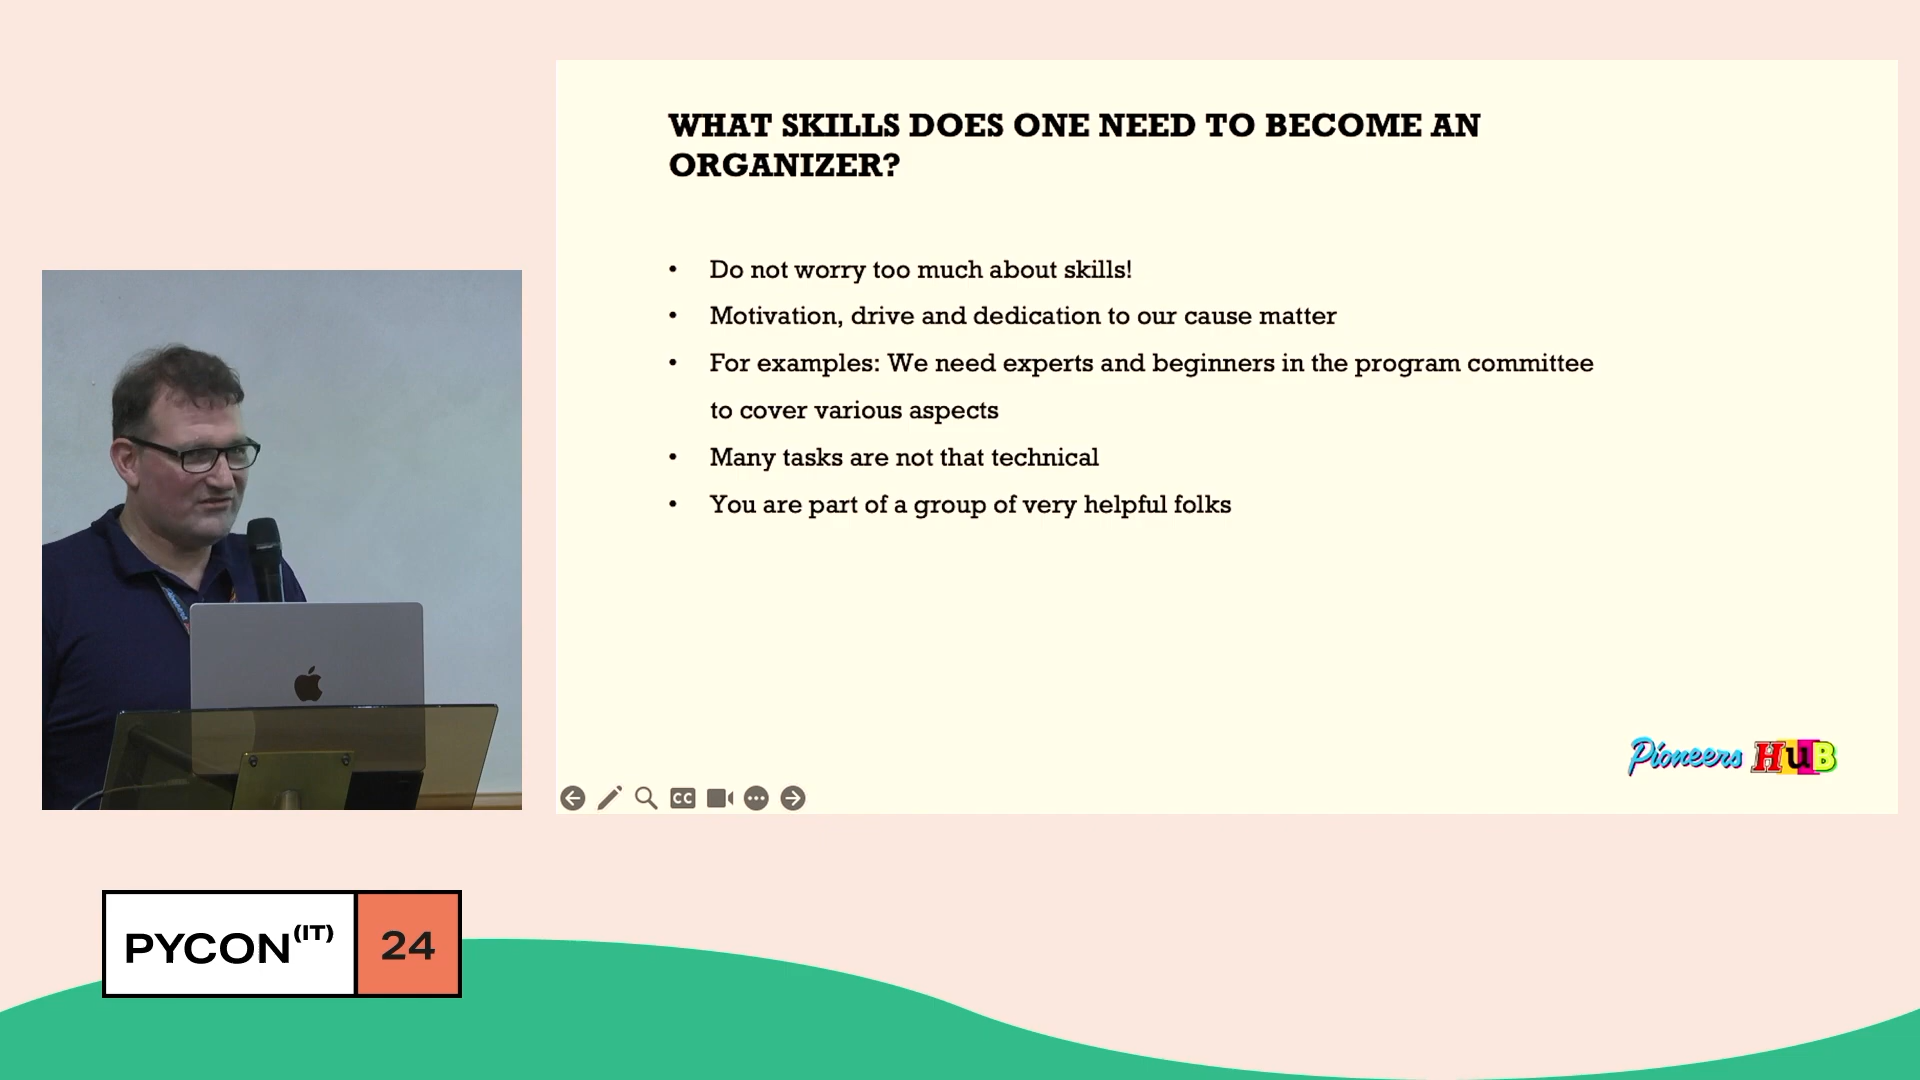 WHAT SKILLS DOES ONE NEED TO BECOME AN
ORGANIZER?
• Do not worry too much about skills!
• Motivation, drive and dedication to our cause matter
• For examples: We need experts and beginners in the program committee
to cover various aspects
• Many tasks are not that technical
• You are part of a group of very helpful folks
Pioneers HuB
CC
PYCON(IT) 24